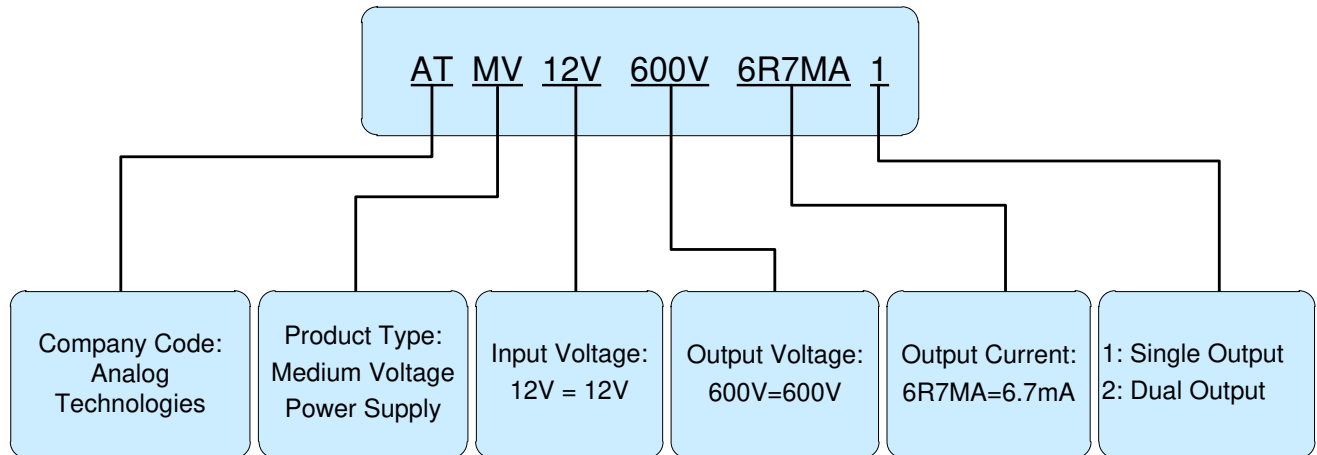 AT MV 12V 600V 6R7MA 1
Company Code:
Analog
Technologies
Product Type:
Medium Voltage
Power Supply
Input Voltage:
12V = 12V
Output Voltage:
600V=600V
Output Current:
6R7MA=6.7mA
1: Single Output
2: Dual Output